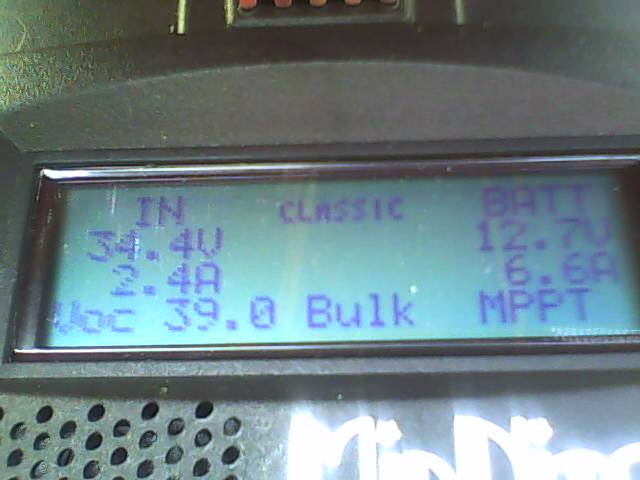 IN CLASSIC BATT
34.4V 12.7V
2.4A 6.6A
Voc 39.0 Bulk MPPT